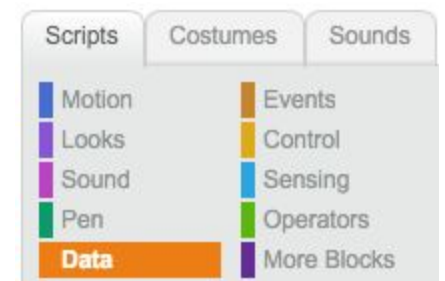 Scripts Costumes Sounds
Motion Events
Looks Control
Sound Sensing
Pen Operators
Data More Blocks